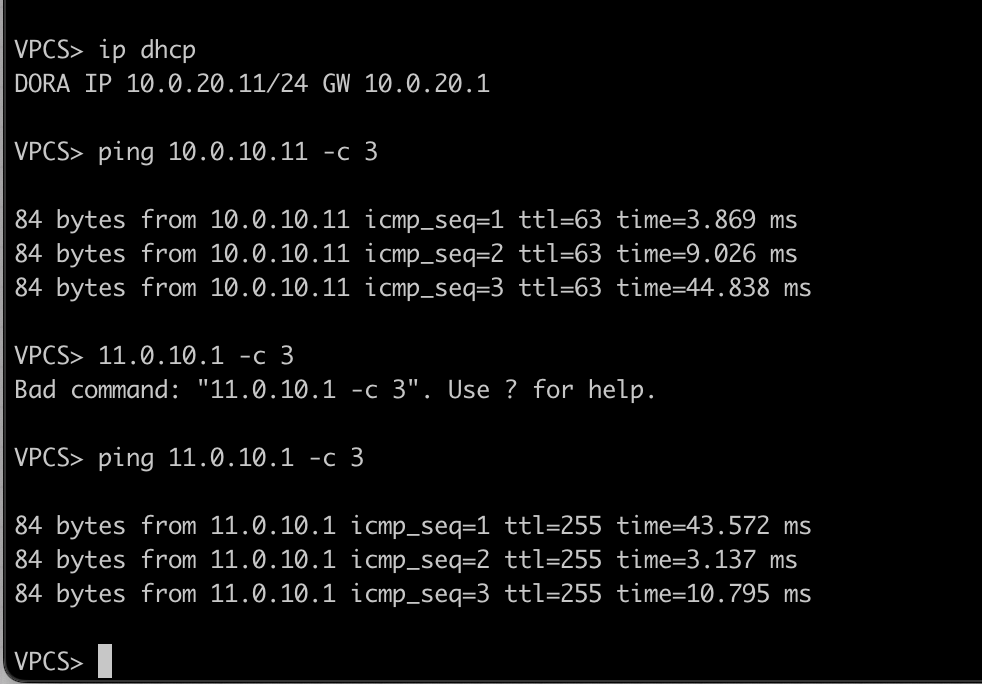 VPCS> ip dhcp
DORA IP 10.0.20.11/24 GW 10.0.20.1
VPCS> ping 10.0.10.11 -c 3
84 bytes from 10.0.10.11 icmp_seq=1 ttl=63 time=3.869 ms
84 bytes from 10.0.10.11 icmp_seq=2 ttl=63 time=9.026 ms
84 bytes from 10.0.10.11 icmp_seq=3 ttl=63 time=44.838 ms
VPCS> 11.0.10.1 -c 3
Bad command: "11.0.10.1 -c 3". Use ? for help.
VPCS> ping 11.0.10.1 -c 3
84 bytes from 11.0.10.1 icmp_seq=1 ttl=255 time=43.572 ms
84 bytes from 11.0.10.1 icmp_seq=2 ttl=255 time=3.137 ms
84 bytes from 11.0.10.1 icmp_seq=3 ttl=255 time=10.795 ms
VPCS>